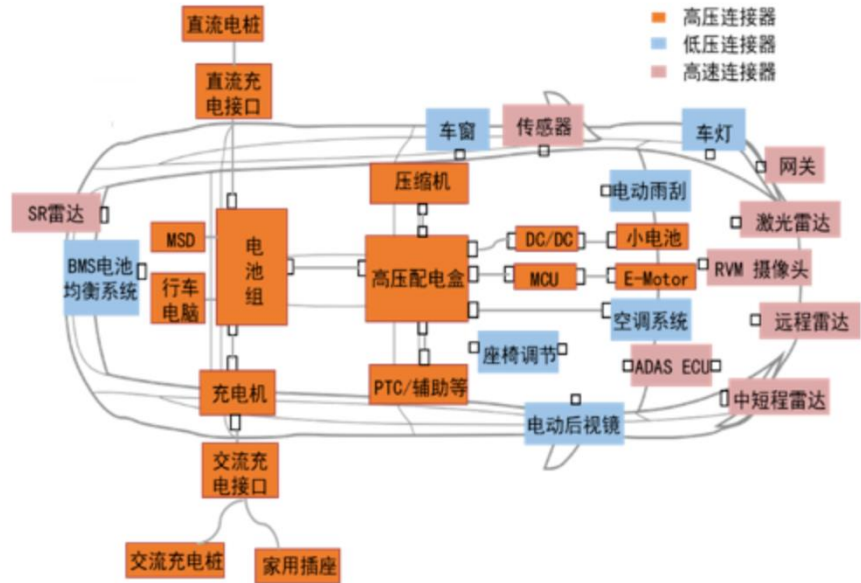 直流电桩
高压连接器
低压连接器
高速连接器
直流充
电接口
车窗
传感器
车灯
网关
压缩机
电动雨刮
SR雷达
MSD
电
池
组
DC/DC
小电池
激光雷达
BMS电池
均衡系统
行车
电脑
高压配电盒
MCU
E-Motor
RVM 摄像头
空调系统
远程雷达
座椅调节
ADAS ECU
充电机
PTC/辅助等
中短程雷达
电动后视镜
交流充
电接口
交流充电桩
家用插座